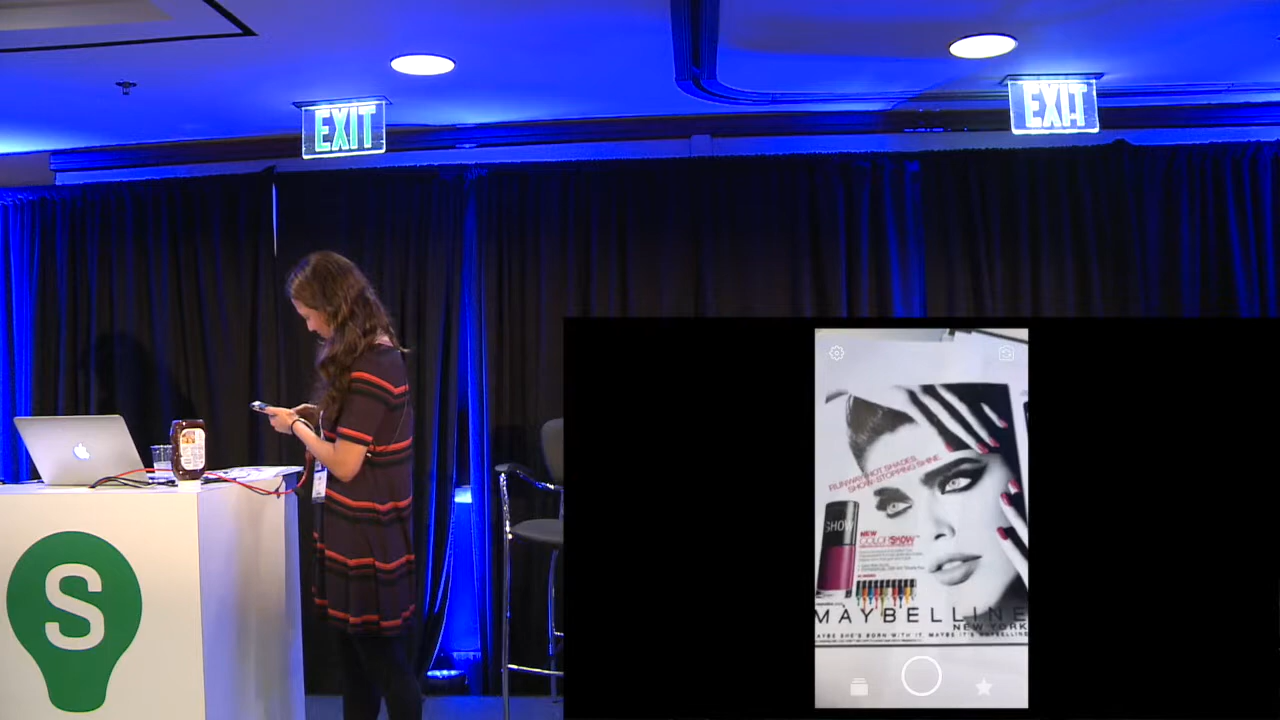 EXIT
EXIT
S
RUNWAY-HOT SHADES.
SHOW-STOPPING SHINE.
SHOW
NEW
COLOR SHOW
MAYBELLINE
NEW YORK
MAYBE SHE'S BORN WITH IT. MAYBE IT'S MAYBELLINE